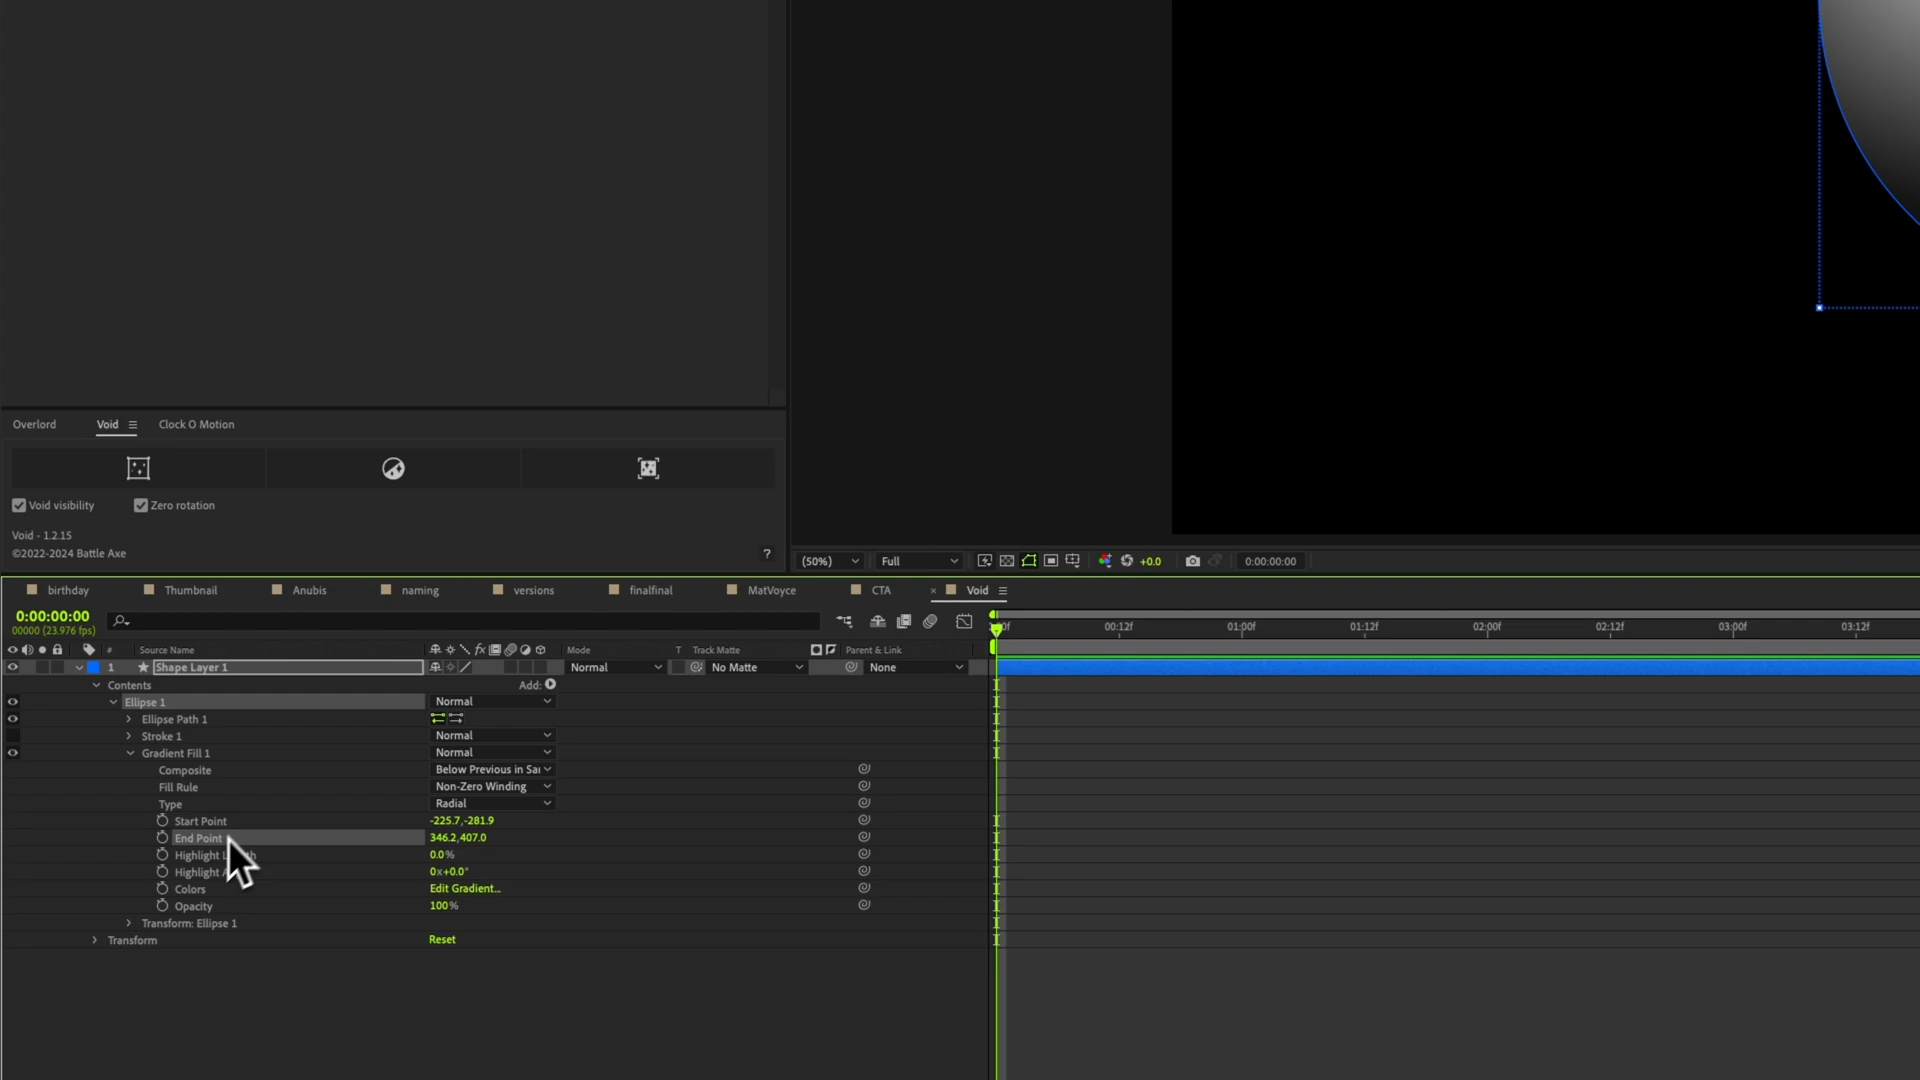 Overlord Void Clock O Motion
Void visibility Zero rotation
Void - 1.2.15
©2022-2024 Battle Axe
?
(50%) Full +0.0 0:00:00:00
birthday Thumbnail Anubis naming versions finalfinal MatVoyce CTA × Void
0:00:00:00
00000 (23.976 fps)
00:12f 01:00f 01:12f 02:00f 02:12f 03:00f 03:12f
# Source Name fx Mode T Track Matte Parent & Link
1 Shape Layer 1 Normal No Matte None
Contents Add:
Ellipse 1 Normal
Ellipse Path 1
Stroke 1 Normal
Gradient Fill 1 Normal
Composite Below Previous in Sa
Fill Rule Non-Zero Winding
Type Radial
Start Point -225.7,-281.9
End Point 346.2,407.0
Highlight 0.0%
Highlight 0x+0.0°
Colors Edit Gradient...
Opacity 100%
Transform: Ellipse 1
Transform Reset